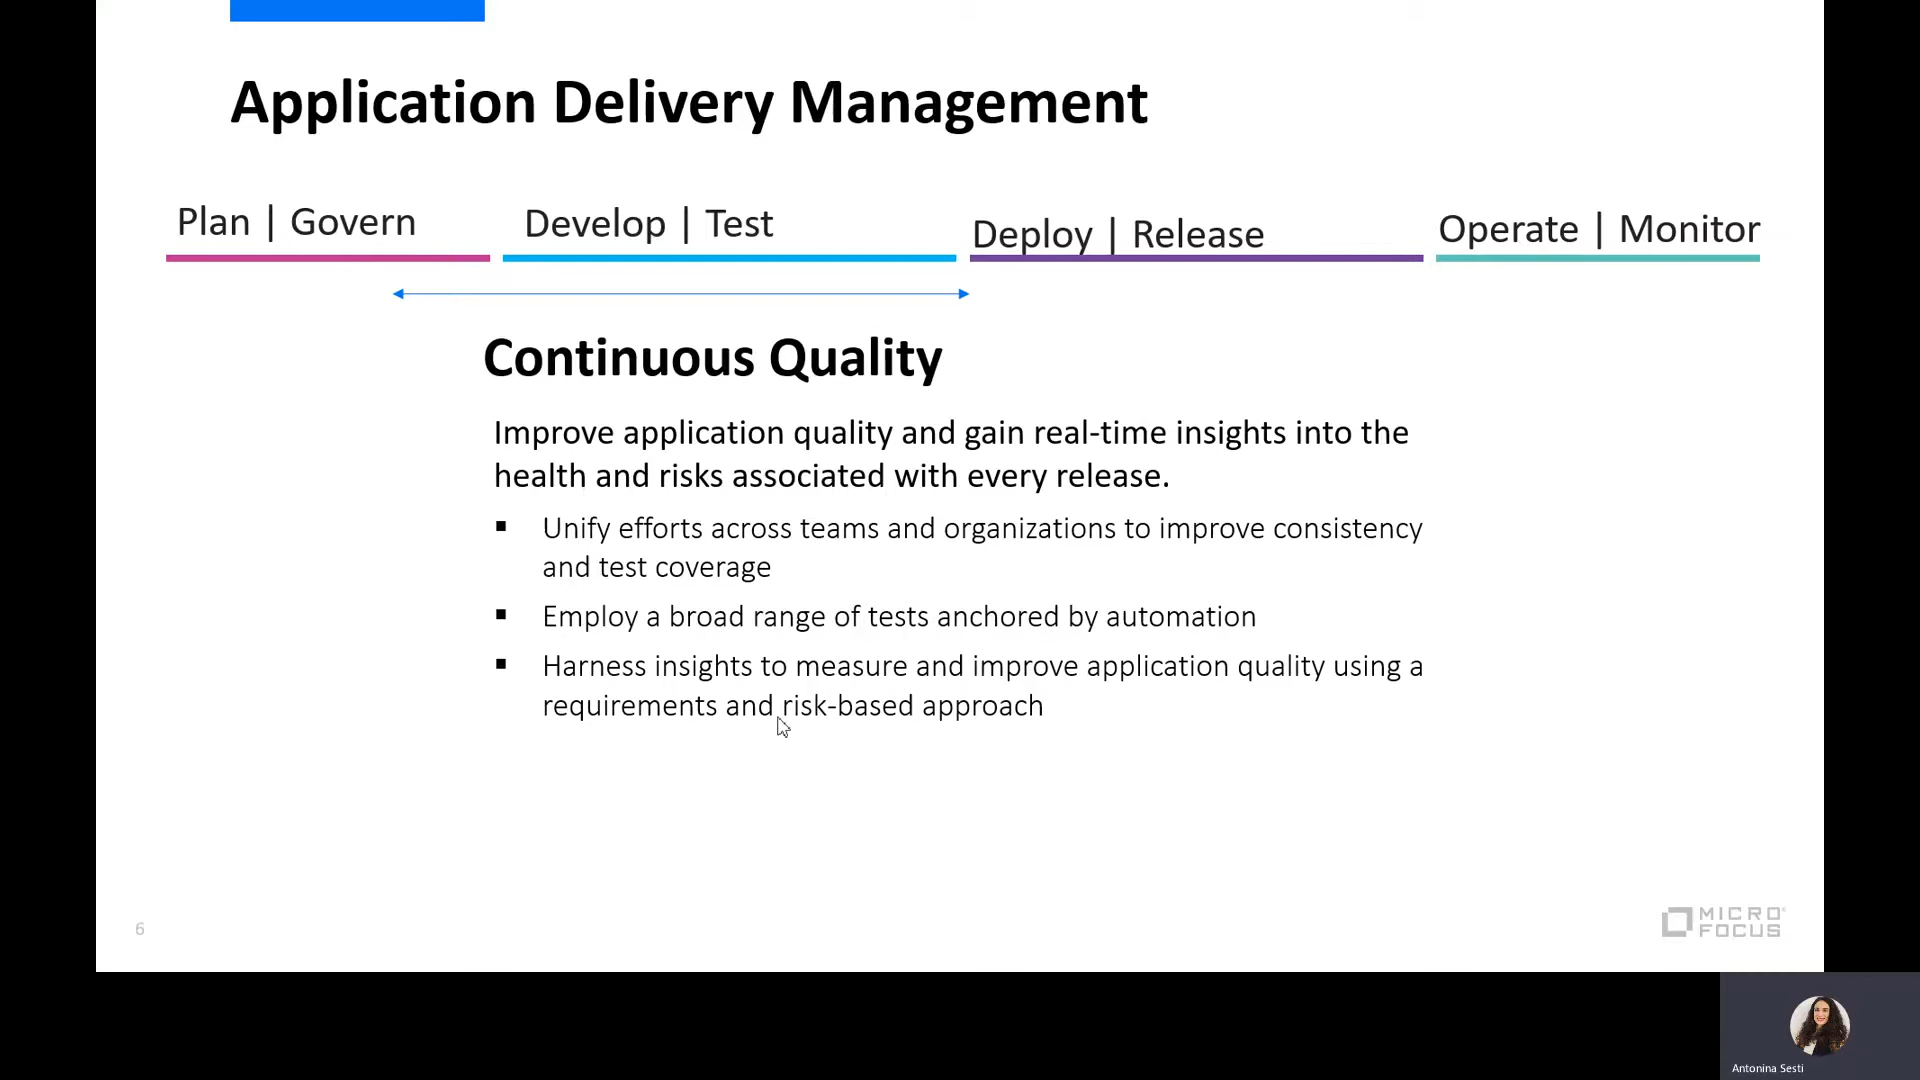 Application Delivery Management
Plan | Govern
Develop | Test
Deploy | Release
Operate | Monitor
Continuous Quality
Improve application quality and gain real-time insights into the
health and risks associated with every release.
▪ Unify efforts across teams and organizations to improve consistency
and test coverage
▪ Employ a broad range of tests anchored by automation
▪ Harness insights to measure and improve application quality using a
requirements and risk-based approach
6
MICRO
FOCUS
Antonina Sesti